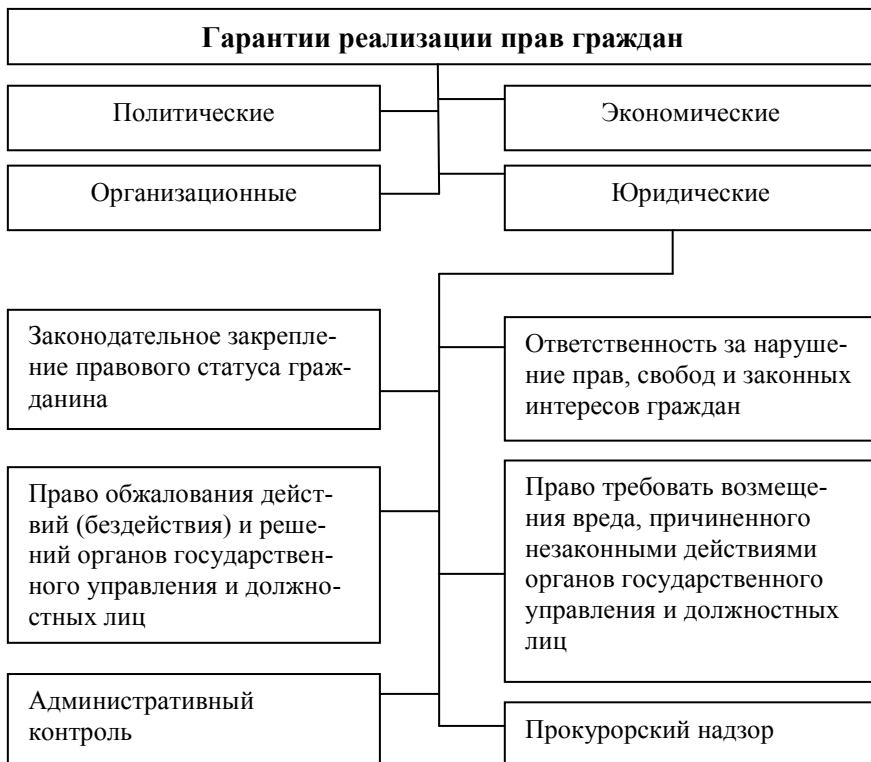 Гарантии реализации прав граждан
Политические
Экономические
Организационные
Юридические
Законодательное закрепле-
ние правового статуса граж-
данина
Ответственность за наруше-
ние прав, свобод и законных
интересов граждан
Право обжалования дейст-
вий (бездействия) и реше-
ний органов государствен-
ного управления и должно-
стных лиц
Право требовать возмеще-
ния вреда, причиненного
незаконными действиями
органов государственного
управления и должностных
лиц
Административный
контроль
Прокурорский надзор